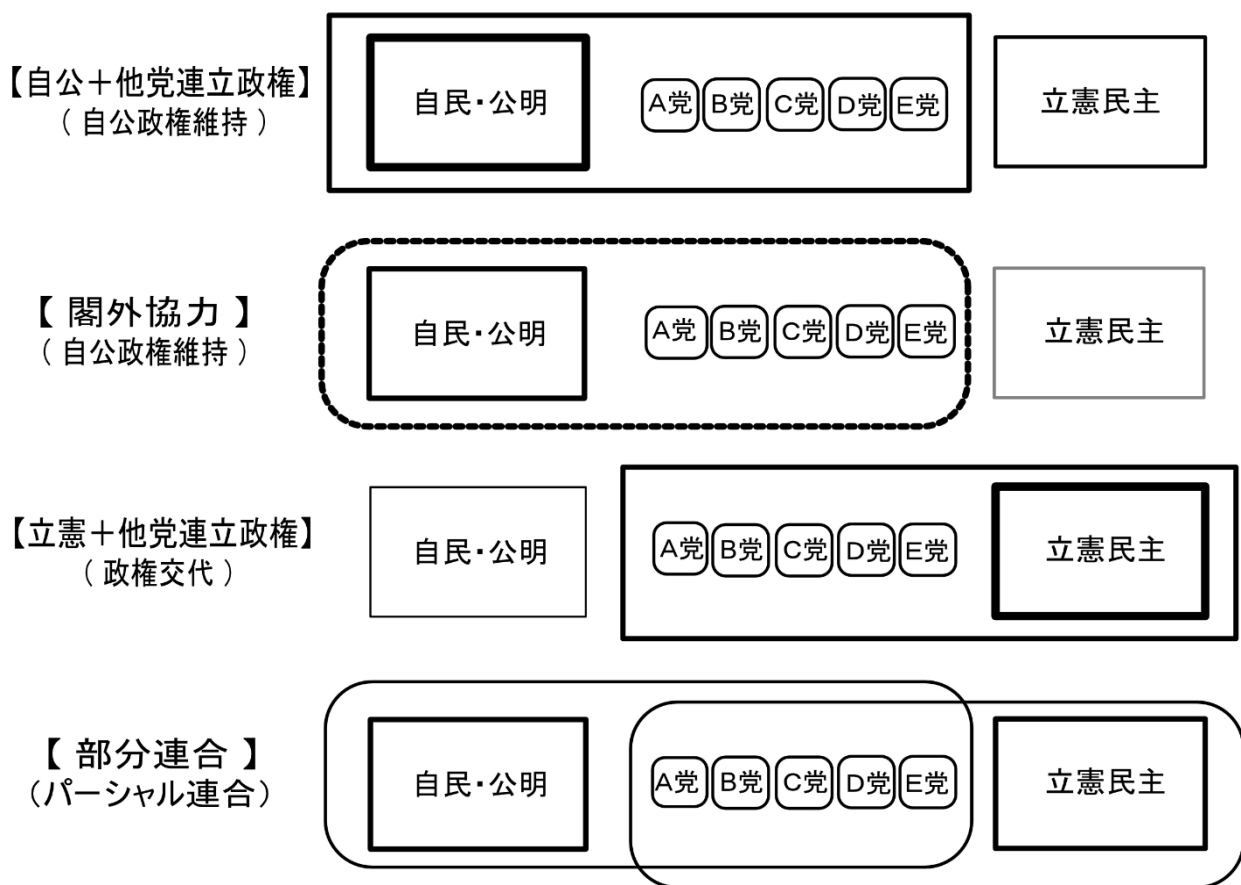 【自公＋他党連立政権】
（ 自公政権維持 ）
自民・公明
A党 B党 C党 D党 E党
立憲民主
【 閣外協力 】
（ 自公政権維持 ）
自民・公明
A党 B党 C党 D党 E党
立憲民主
【立憲＋他党連立政権】
（ 政権交代 ）
自民・公明
A党 B党 C党 D党 E党
立憲民主
【 部分連合 】
（パーシャル連合）
自民・公明
A党 B党 C党 D党 E党
立憲民主